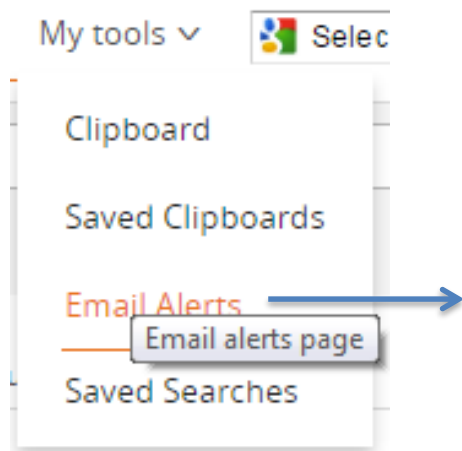 My tools Selec
Clipboard
Saved Clipboards
Email Alerts
Email alerts page
Saved Searches